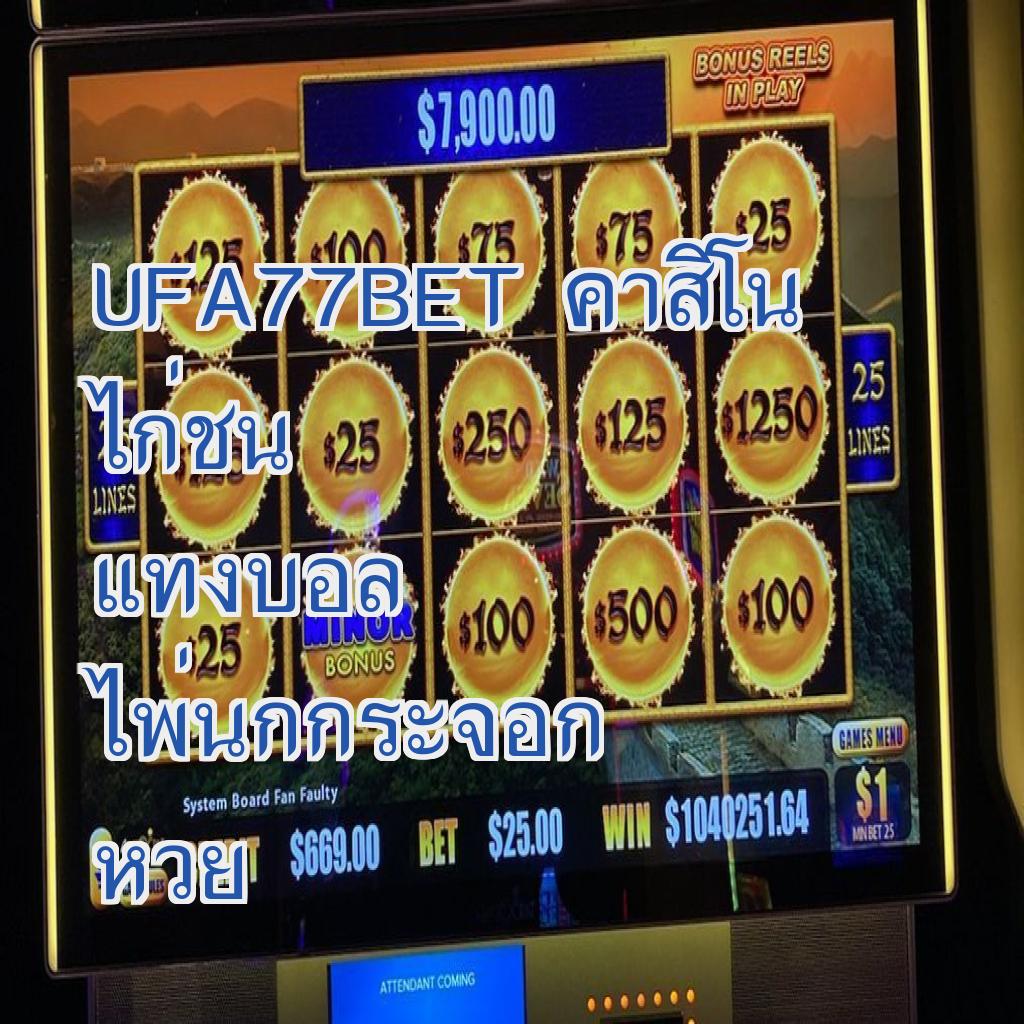 BONUS REELS
IN PLAY
$7,900.00
$125 $100 $75 $75 $25
UFA77BET คาสิโน
$25 $250 $125 $1250
25
LINES
LINES
ไก่ชน
แทงบอล
$25 MINOR BONUS $100 $500 $100
ไพ่นกกระจอก
GAMES MENU
System Board Fan Faulty
$669.00 BET $25.00 WIN $1040251.64
$1
MIN BET 25
หวย
ATTENDANT COMING